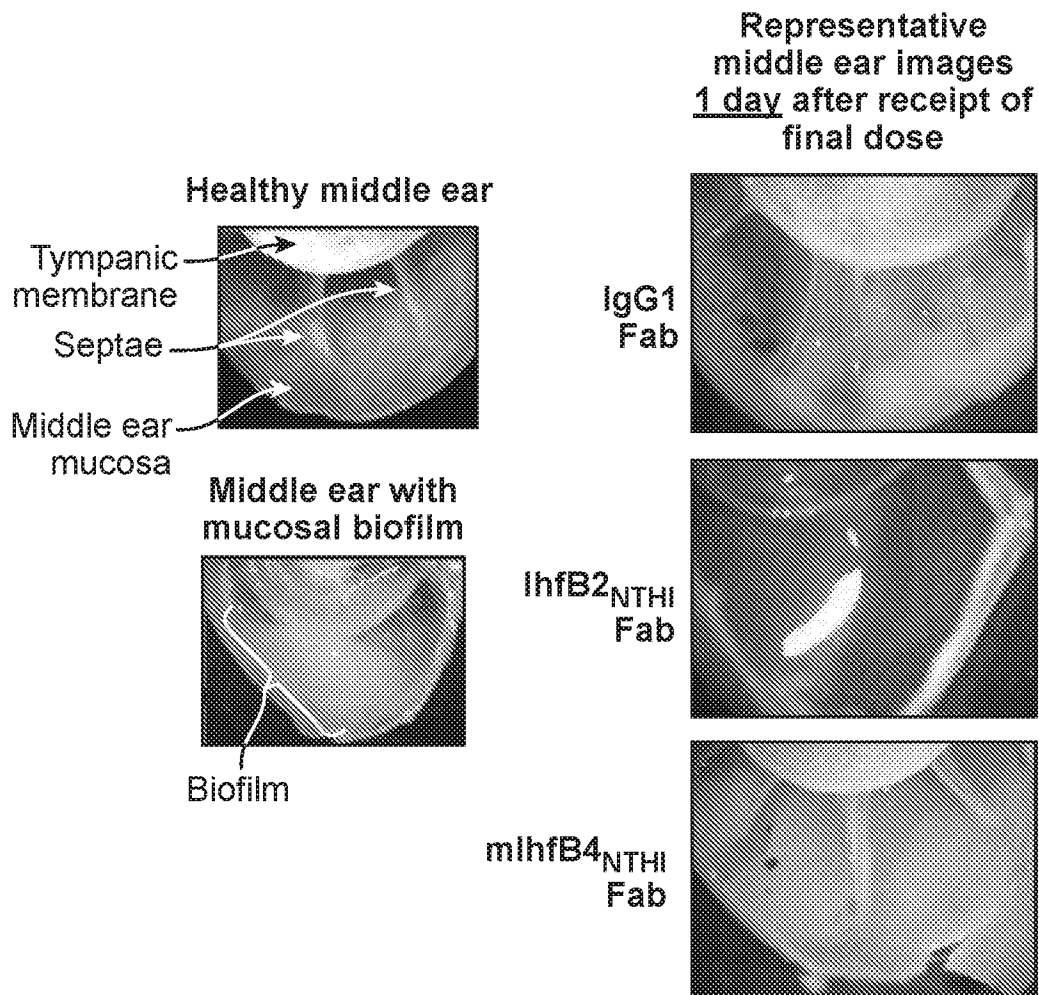 Representative
middle ear images
1 day after receipt of
final dose
Healthy middle ear
Tympanic
membrane
Septae
Middle ear
mucosa
Middle ear with
mucosal biofilm
Biofilm
IgG1
Fab
IhfB2NTHI
Fab
mIhfB4NTHI
Fab